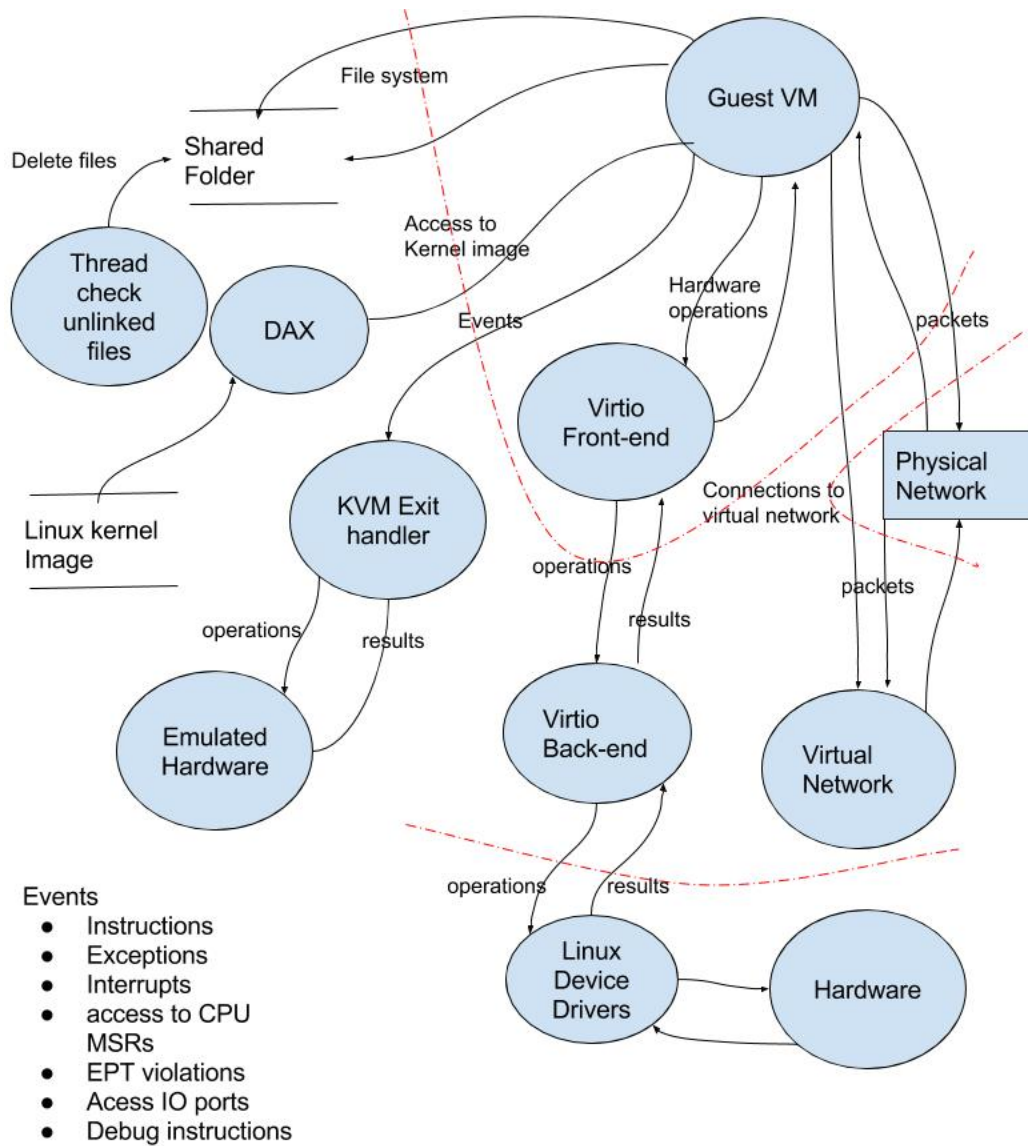 File system
Guest VM
Shared
Folder
Delete files
Thread
check
unlinked
files
DAX
Access to
Kernel image
Hardware
operations
Events
packets
Virtio
Front-end
Physical
Network
KVM Exit
handler
Connections to
virtual network
Linux kernel
Image
operations
packets
operations
results
results
Emulated
Hardware
Virtio
Back-end
Virtual
Network
operations
results
Events
● Instructions
● Exceptions
● Interrupts
● access to CPU
MSRs
● EPT violations
● Acess IO ports
● Debug instructions
Linux
Device
Drivers
Hardware